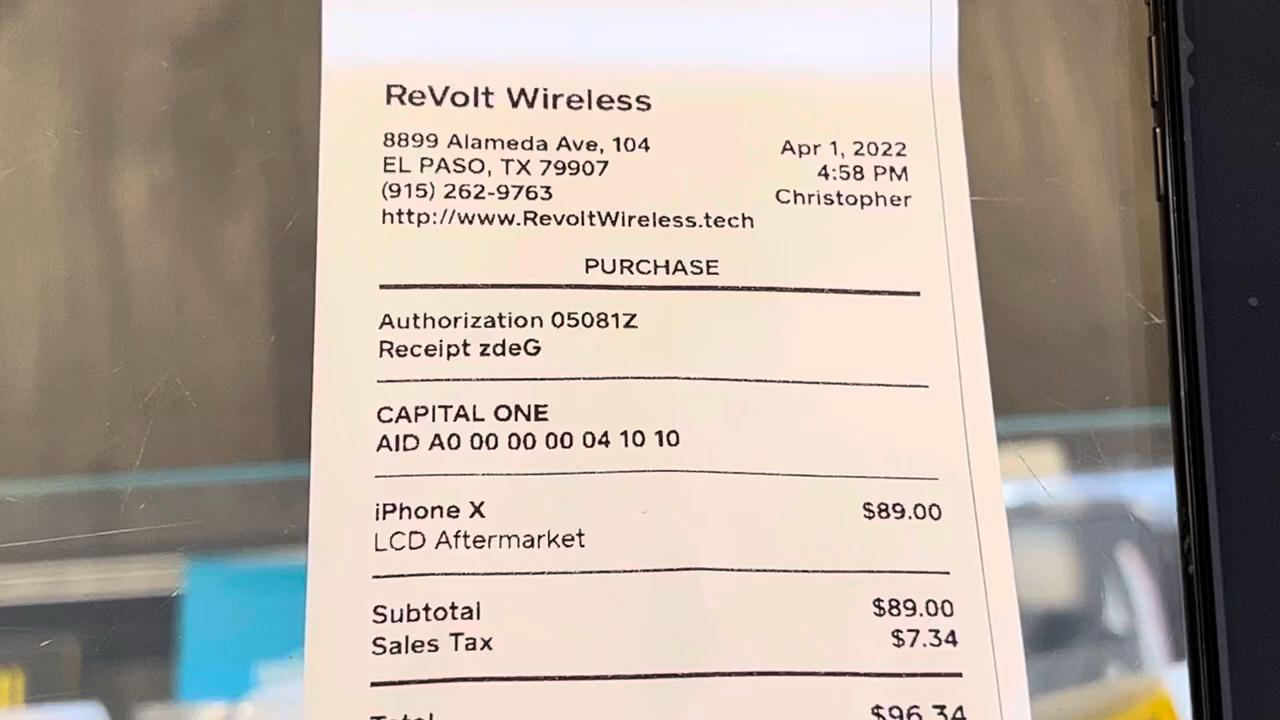 ReVolt Wireless
8899 Alameda Ave, 104
EL PASO, TX 79907
(915) 262-9763
http://www.RevoltWireless.tech
Apr 1, 2022
4:58 PM
Christopher
PURCHASE
Authorization 05081Z
Receipt zdeG
CAPITAL ONE
AID A0 00 00 00 04 10 10
iPhone X $89.00
LCD Aftermarket
Subtotal $89.00
Sales Tax $7.34
Total $96.34